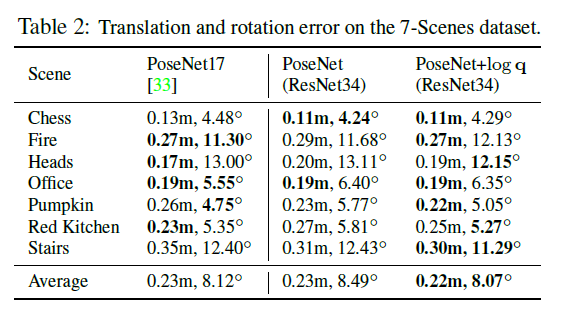 Table 2: Translation and rotation error on the 7-Scenes dataset.
Scene PoseNet17 [33] PoseNet (ResNet34) PoseNet+log q (ResNet34)
Chess 0.13m, 4.48° 0.11m, 4.24° 0.11m, 4.29°
Fire 0.27m, 11.30° 0.29m, 11.68° 0.27m, 12.13°
Heads 0.17m, 13.00° 0.20m, 13.11° 0.19m, 12.15°
Office 0.19m, 5.55° 0.19m, 6.40° 0.19m, 6.35°
Pumpkin 0.26m, 4.75° 0.23m, 5.77° 0.22m, 5.05°
Red Kitchen 0.23m, 5.35° 0.27m, 5.81° 0.25m, 5.27°
Stairs 0.35m, 12.40° 0.31m, 12.43° 0.30m, 11.29°
Average 0.23m, 8.12° 0.23m, 8.49° 0.22m, 8.07°